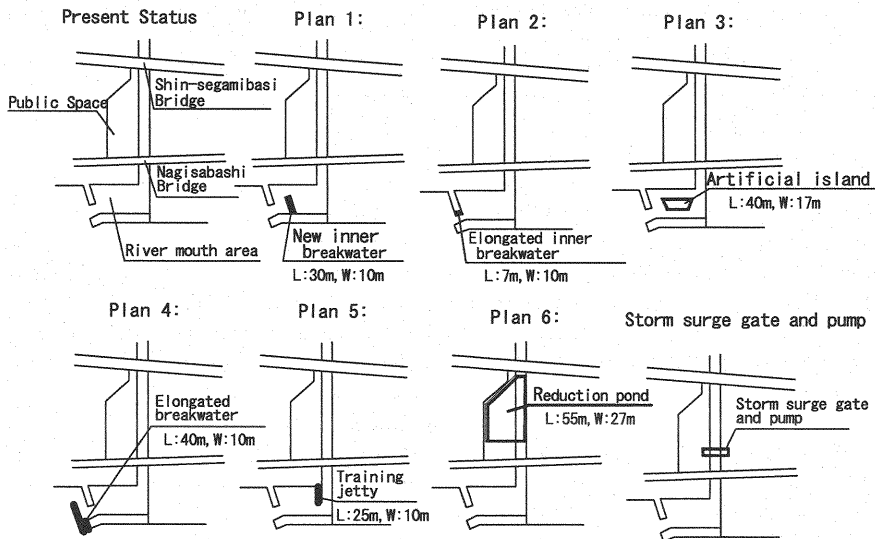 Present Status
Shin-segamibasi
Bridge
Public Space
Nagisabashi
Bridge
River mouth area
Plan 1:
New inner
breakwater
L:30m, W:10m
Plan 2:
Elongated inner
breakwater
L:7m, W:10m
Plan 3:
Artificial island
L:40m, W:17m
Plan 4:
Elongated
breakwater
L:40m, W:10m
Plan 5:
Training
jetty
L:25m, W:10m
Plan 6:
Reduction pond
L:55m, W:27m
Storm surge gate and pump
Storm surge gate
and pump